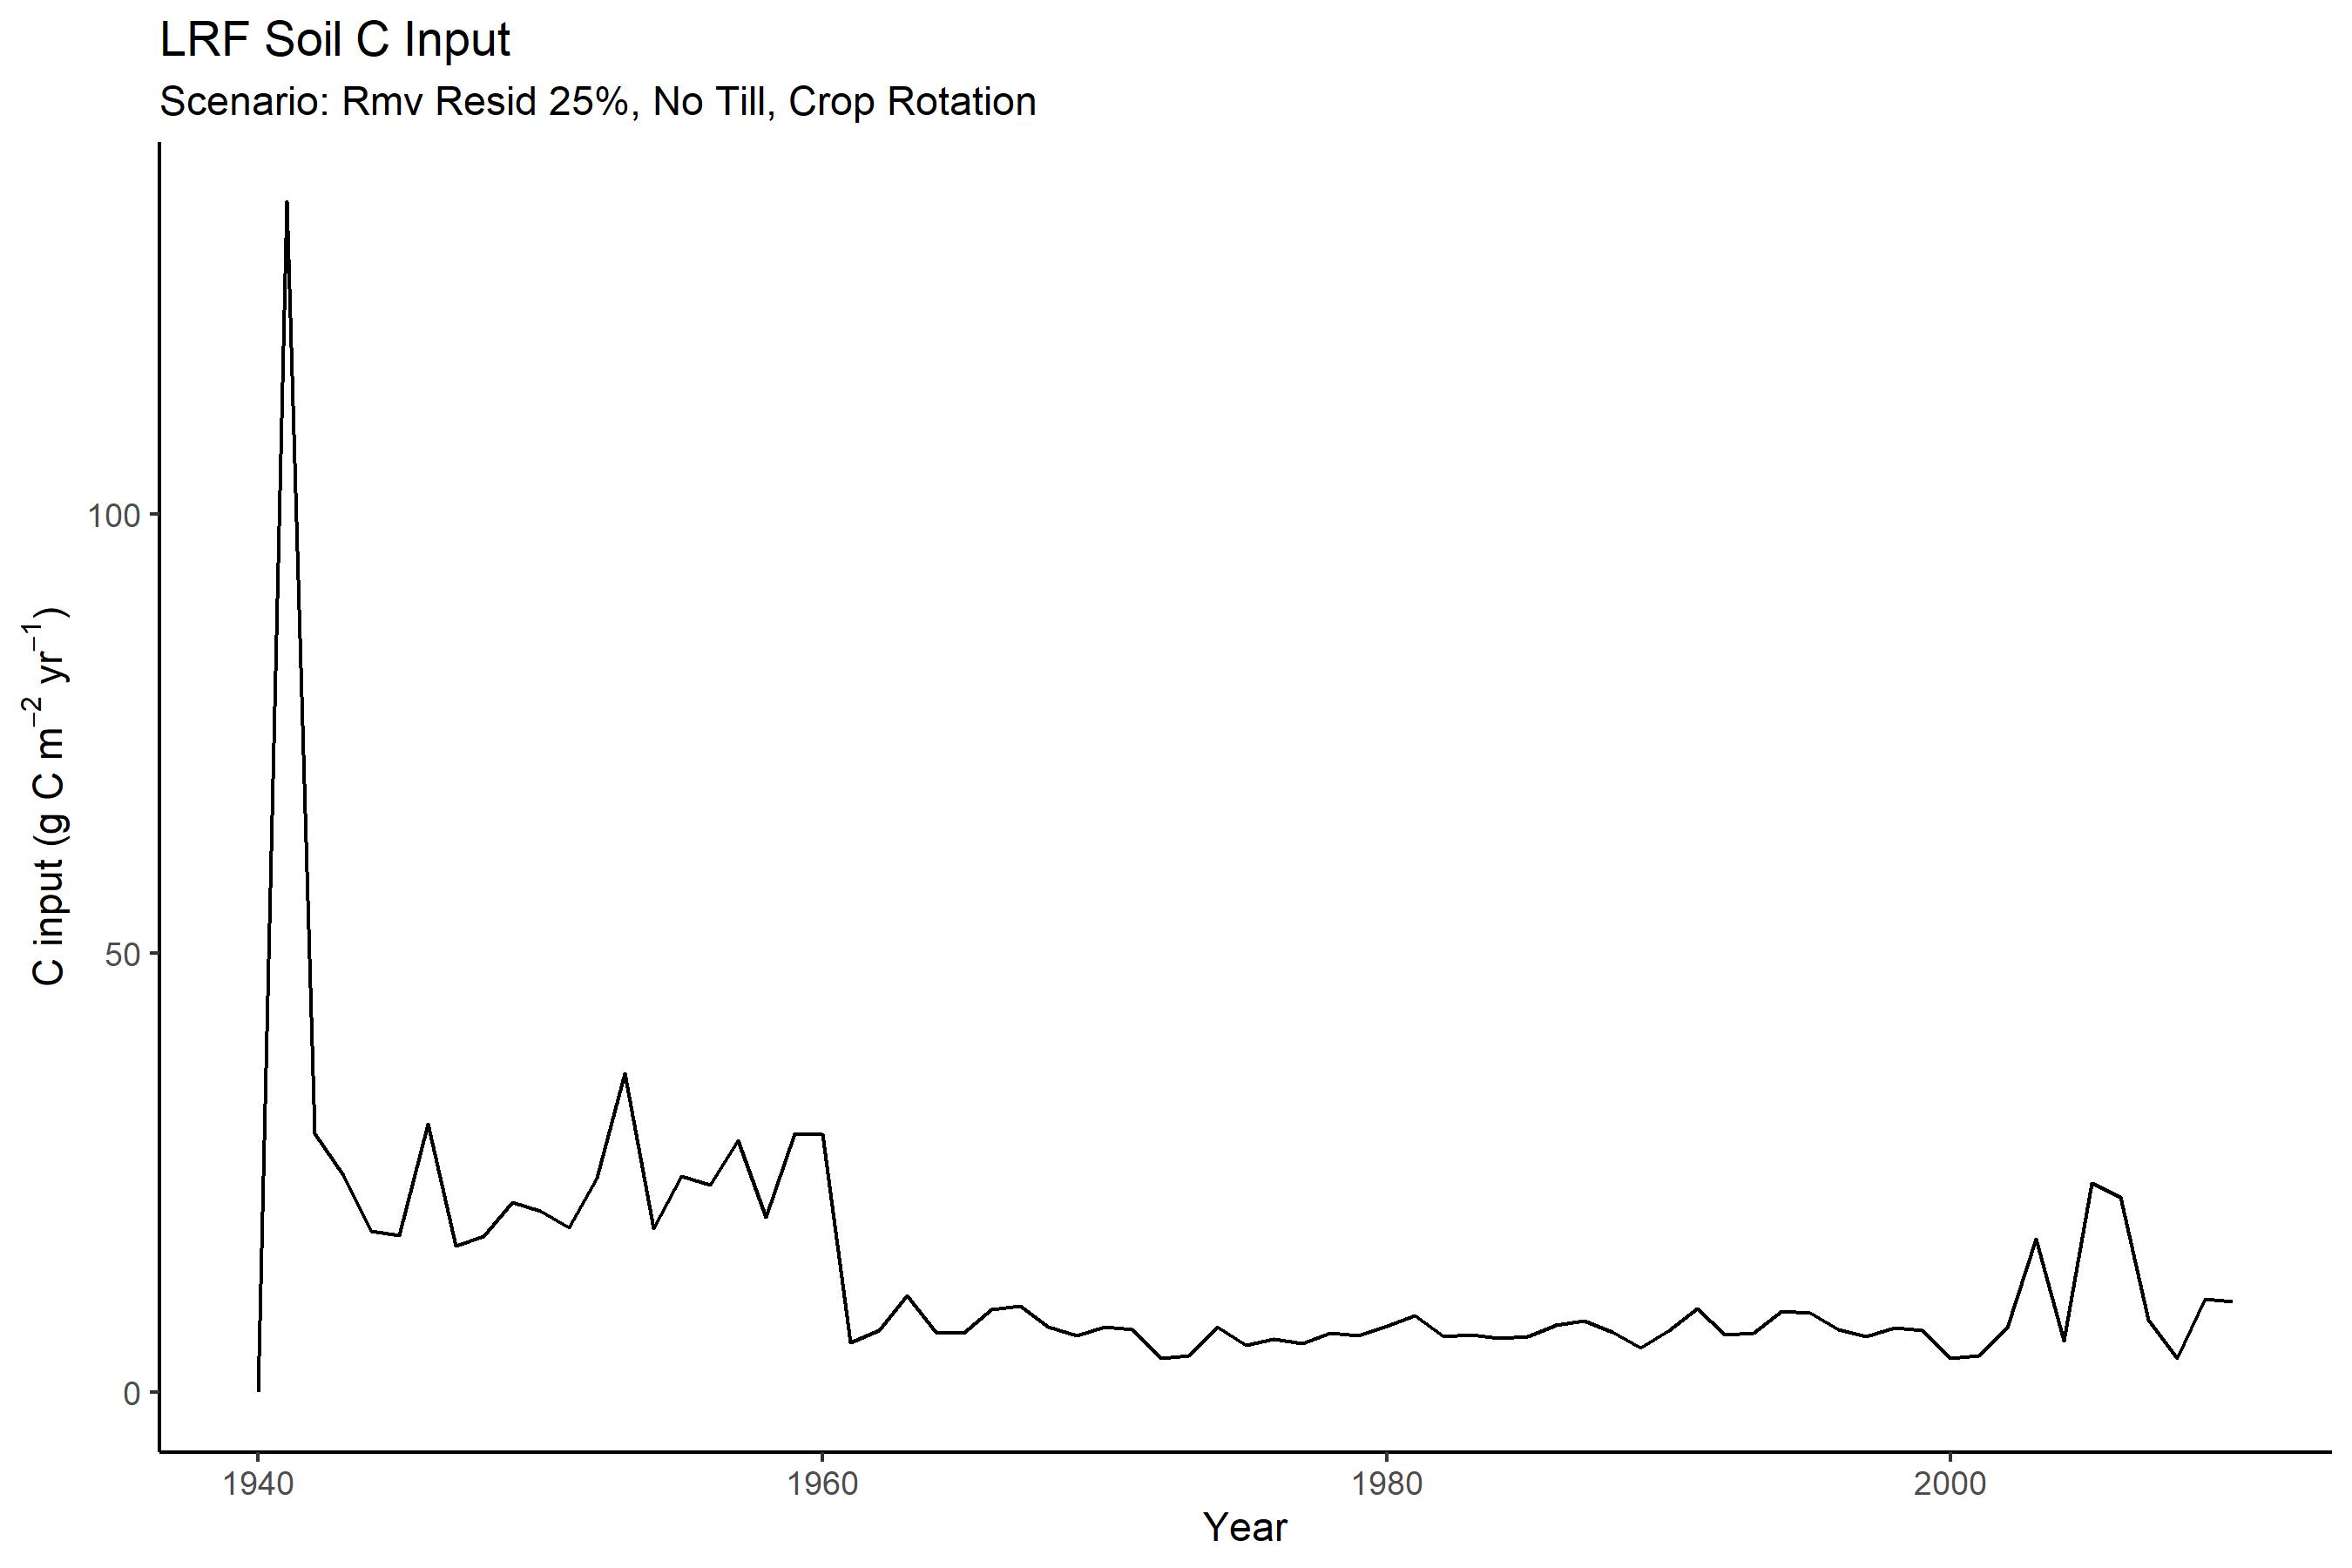 LRF Soil C Input
Scenario: Rmv Resid 25%, No Till, Crop Rotation
C input (g C m⁻² yr⁻¹)
100
50
0
1940 1960 1980 2000
Year